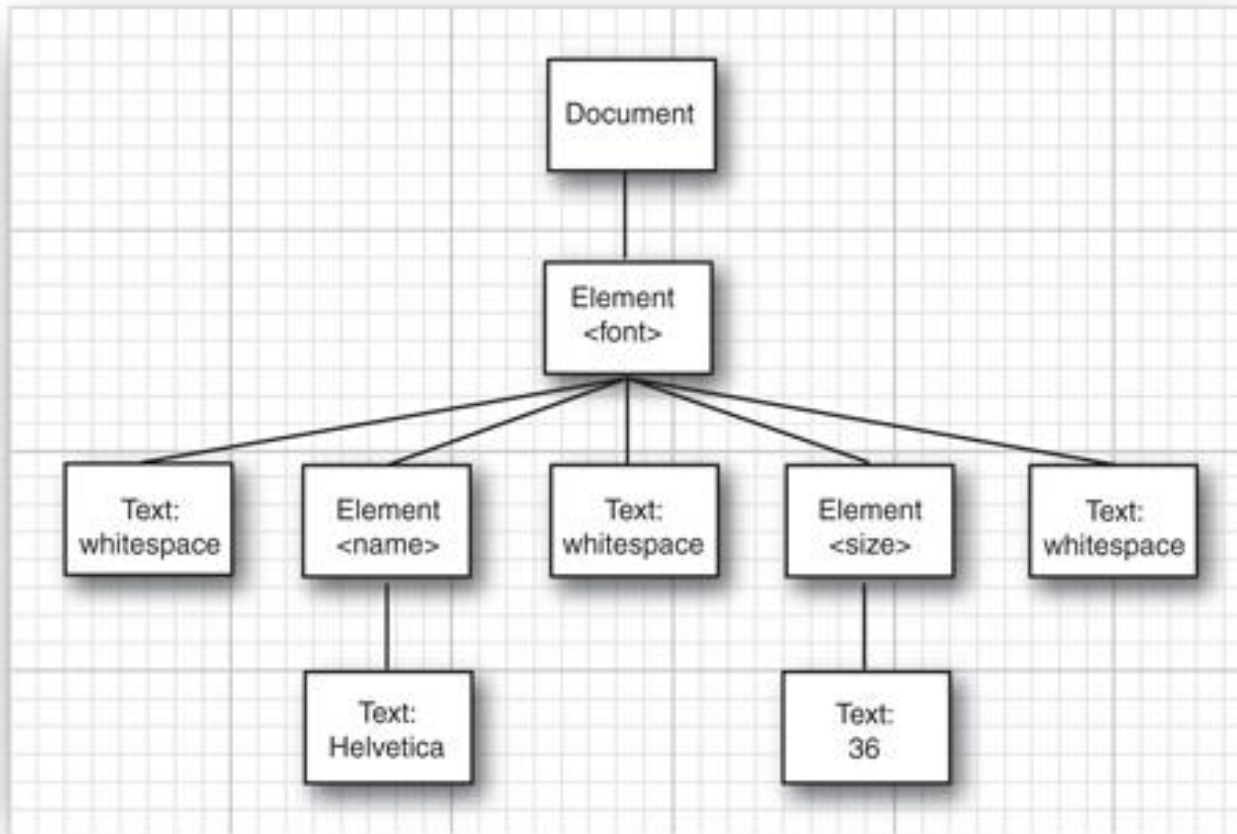 Document
Element
<font>
Text:
whitespace
Element
<name>
Text:
whitespace
Element
<size>
Text:
whitespace
Text:
Helvetica
Text:
36